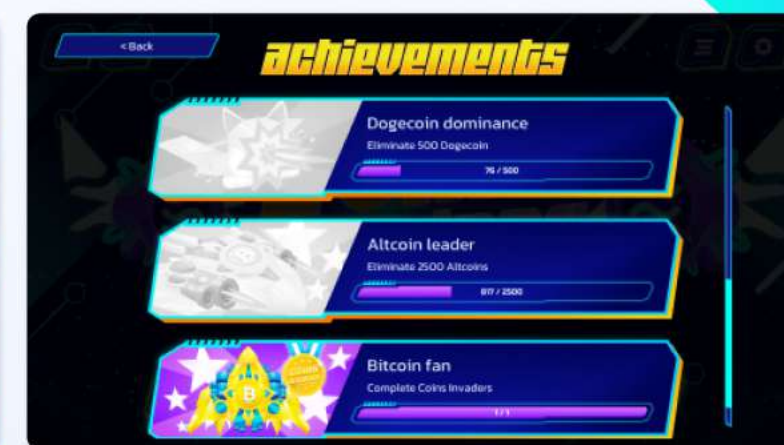 < Back
achievements
Dogecoin dominance
Eliminate 500 Dogecoin
76 / 500
Altcoin leader
Eliminate 2500 Altcoins
817 / 2500
Bitcoin fan
Complete Coins Invaders
1 / 1